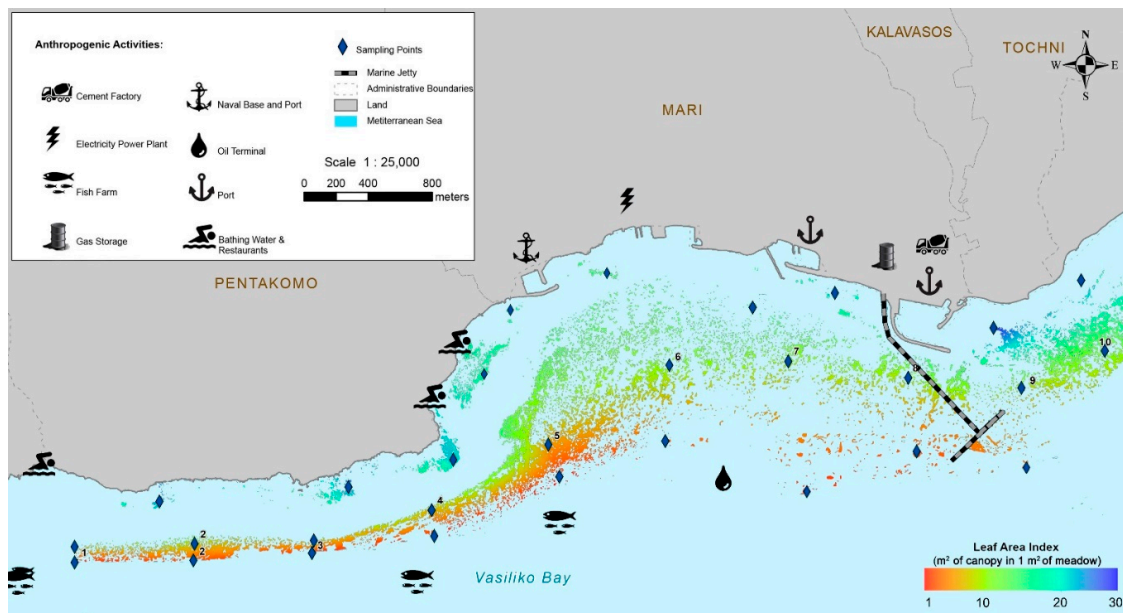 Anthropogenic Activities:
Cement Factory
Electricity Power Plant
Fish Farm
Gas Storage
Naval Base and Port
Oil Terminal
Port
Bathing Water &
Restaurants
Sampling Points
Marine Jetty
Administrative Boundaries
Land
Metiterranean Sea
Scale 1 : 25,000
0 200 400 800
meters
KALAVASOS
TOCHNI
N
W E
S
MARI
PENTAKOMO
10
7
6
8
9
5
4
2
3
1
2
Vasiliko Bay
Leaf Area Index
(m² of canopy in 1 m² of meadow)
1 10 20 30